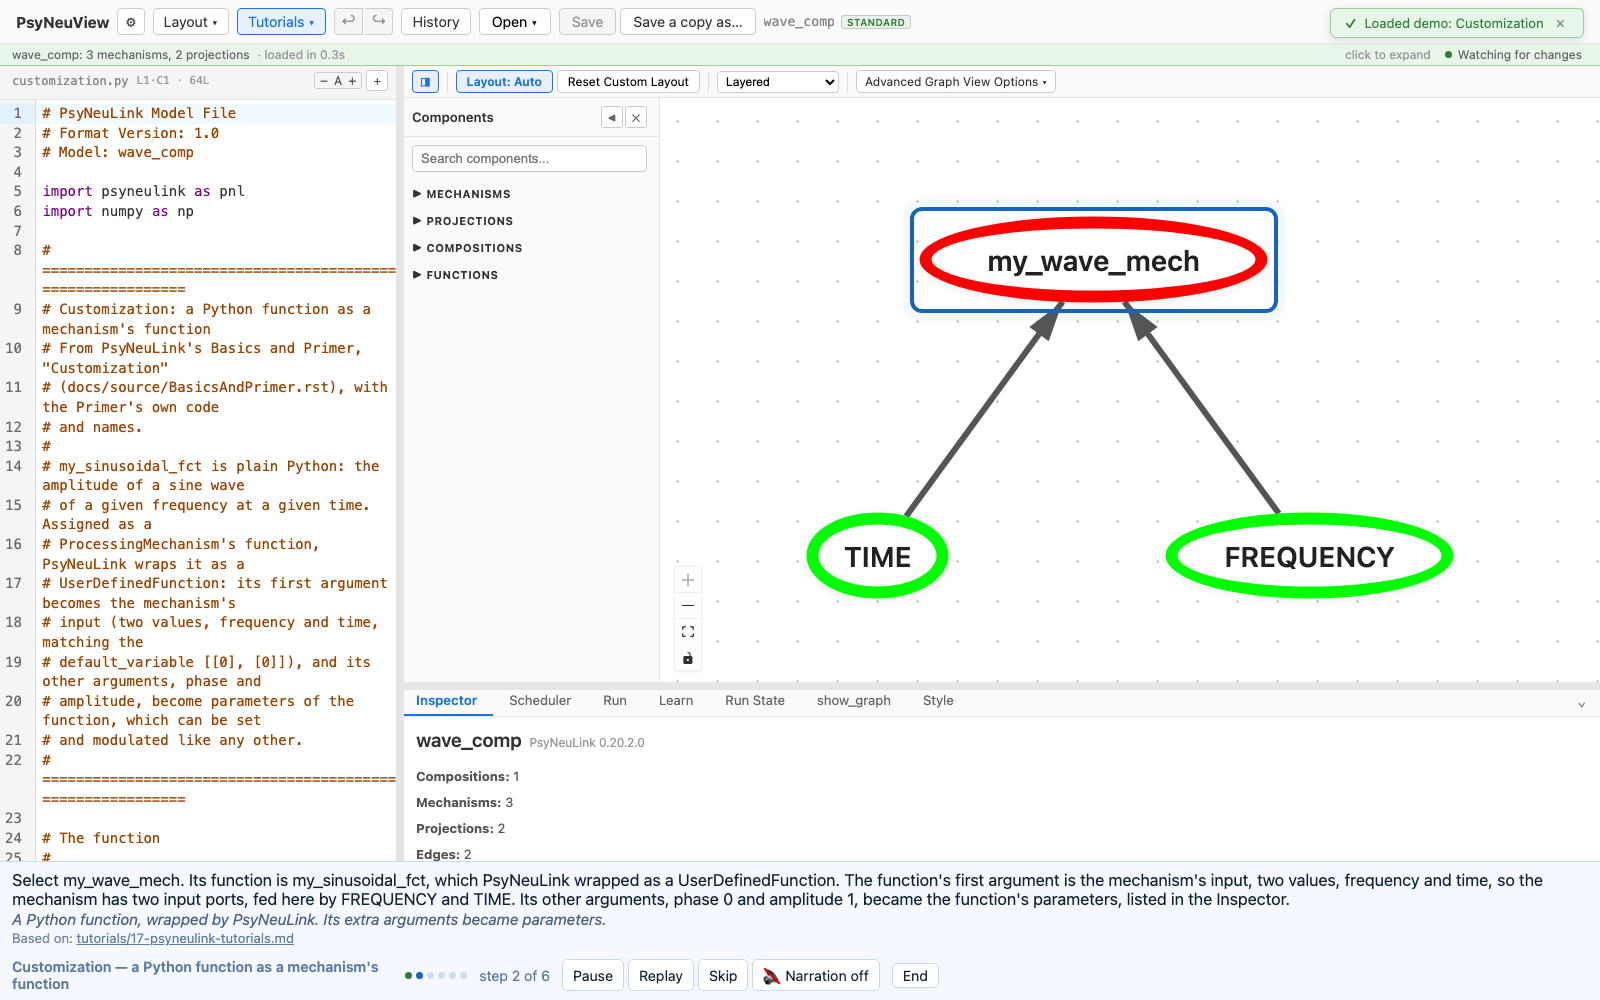 PsyNeuView ⚙ Layout ▾ Tutorials ▾ ↩ ↪ History Open ▾ Save Save a copy as... wave_comp STANDARD
✓ Loaded demo: Customization ×
wave_comp: 3 mechanisms, 2 projections · loaded in 0.3s
click to expand ● Watching for changes
customization.py L1·C1 · 64L − A + +
Layout: Auto Reset Custom Layout Layered Advanced Graph View Options ▾
1 # PsyNeuLink Model File
2 # Format Version: 1.0
3 # Model: wave_comp
4
5 import psyneulink as pnl
6 import numpy as np
7
8 #
==========================================
=================
9 # Customization: a Python function as a
mechanism's function
10 # From PsyNeuLink's Basics and Primer,
"Customization"
11 # (docs/source/BasicsAndPrimer.rst), with
the Primer's own code
12 # and names.
13 #
14 # my_sinusoidal_fct is plain Python: the
amplitude of a sine wave
15 # of a given frequency at a given time.
Assigned as a
16 # ProcessingMechanism's function,
PsyNeuLink wraps it as a
17 # UserDefinedFunction: its first argument
becomes the mechanism's
18 # input (two values, frequency and time,
matching the
19 # default_variable [[0], [0]]), and its
other arguments, phase and
20 # amplitude, become parameters of the
function, which can be set
21 # and modulated like any other.
22 #
==========================================
=================
23
24 # The function
25 #
Components ◀ ×
Search components...
▶ MECHANISMS
▶ PROJECTIONS
▶ COMPOSITIONS
▶ FUNCTIONS
my_wave_mech
TIME
FREQUENCY
Inspector Scheduler Run Learn Run State show_graph Style
wave_comp PsyNeuLink 0.20.2.0
Compositions: 1
Mechanisms: 3
Projections: 2
Edges: 2
Select my_wave_mech. Its function is my_sinusoidal_fct, which PsyNeuLink wrapped as a UserDefinedFunction. The function's first argument is the mechanism's input, two values, frequency and time, so the
mechanism has two input ports, fed here by FREQUENCY and TIME. Its other arguments, phase 0 and amplitude 1, became the function's parameters, listed in the Inspector.
A Python function, wrapped by PsyNeuLink. Its extra arguments became parameters.
Based on: tutorials/17-psyneulink-tutorials.md
Customization — a Python function as a mechanism's
function
step 2 of 6 Pause Replay Skip Narration off End